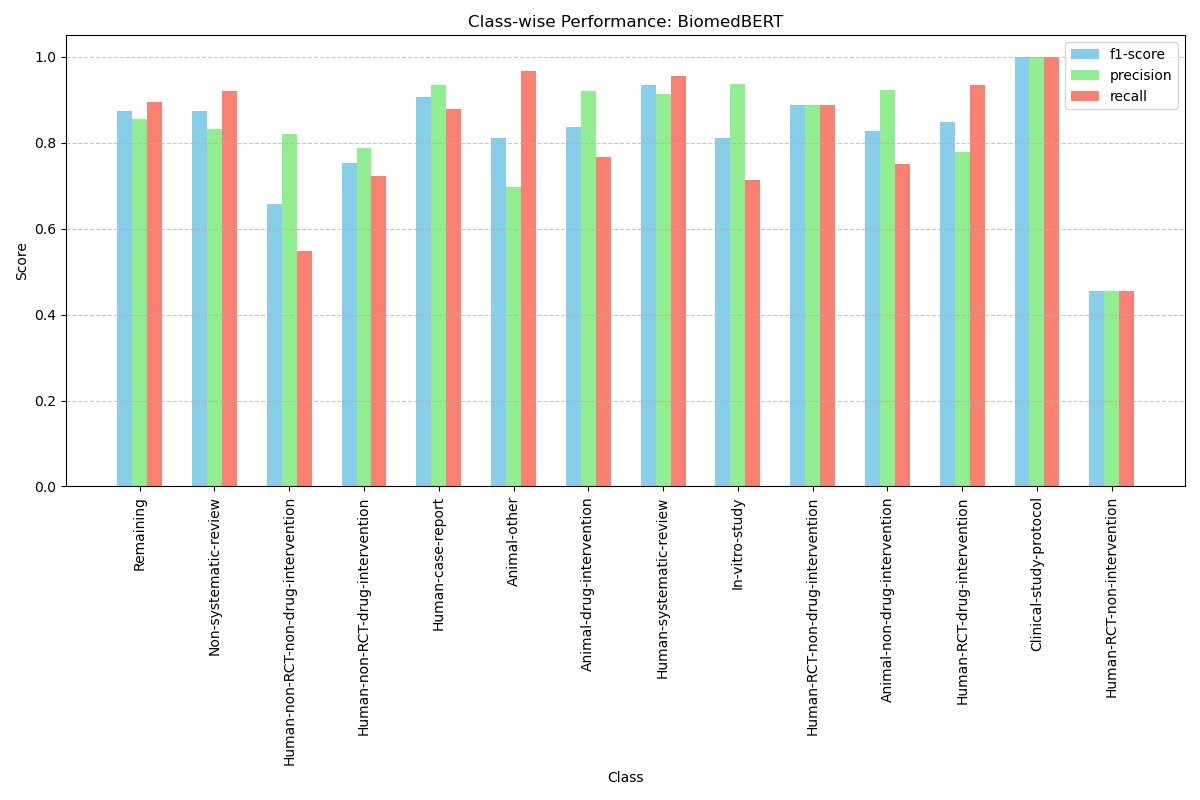 Class-wise Performance: BiomedBERT
f1-score
precision
recall
Score
1.0
0.8
0.6
0.4
0.2
0.0
Remaining
Non-systematic-review
Human-non-RCT-non-drug-intervention
Human-non-RCT-drug-intervention
Human-case-report
Animal-other
Animal-drug-intervention
Human-systematic-review
In-vitro-study
Human-RCT-non-drug-intervention
Animal-non-drug-intervention
Human-RCT-drug-intervention
Clinical-study-protocol
Human-RCT-non-intervention
Class